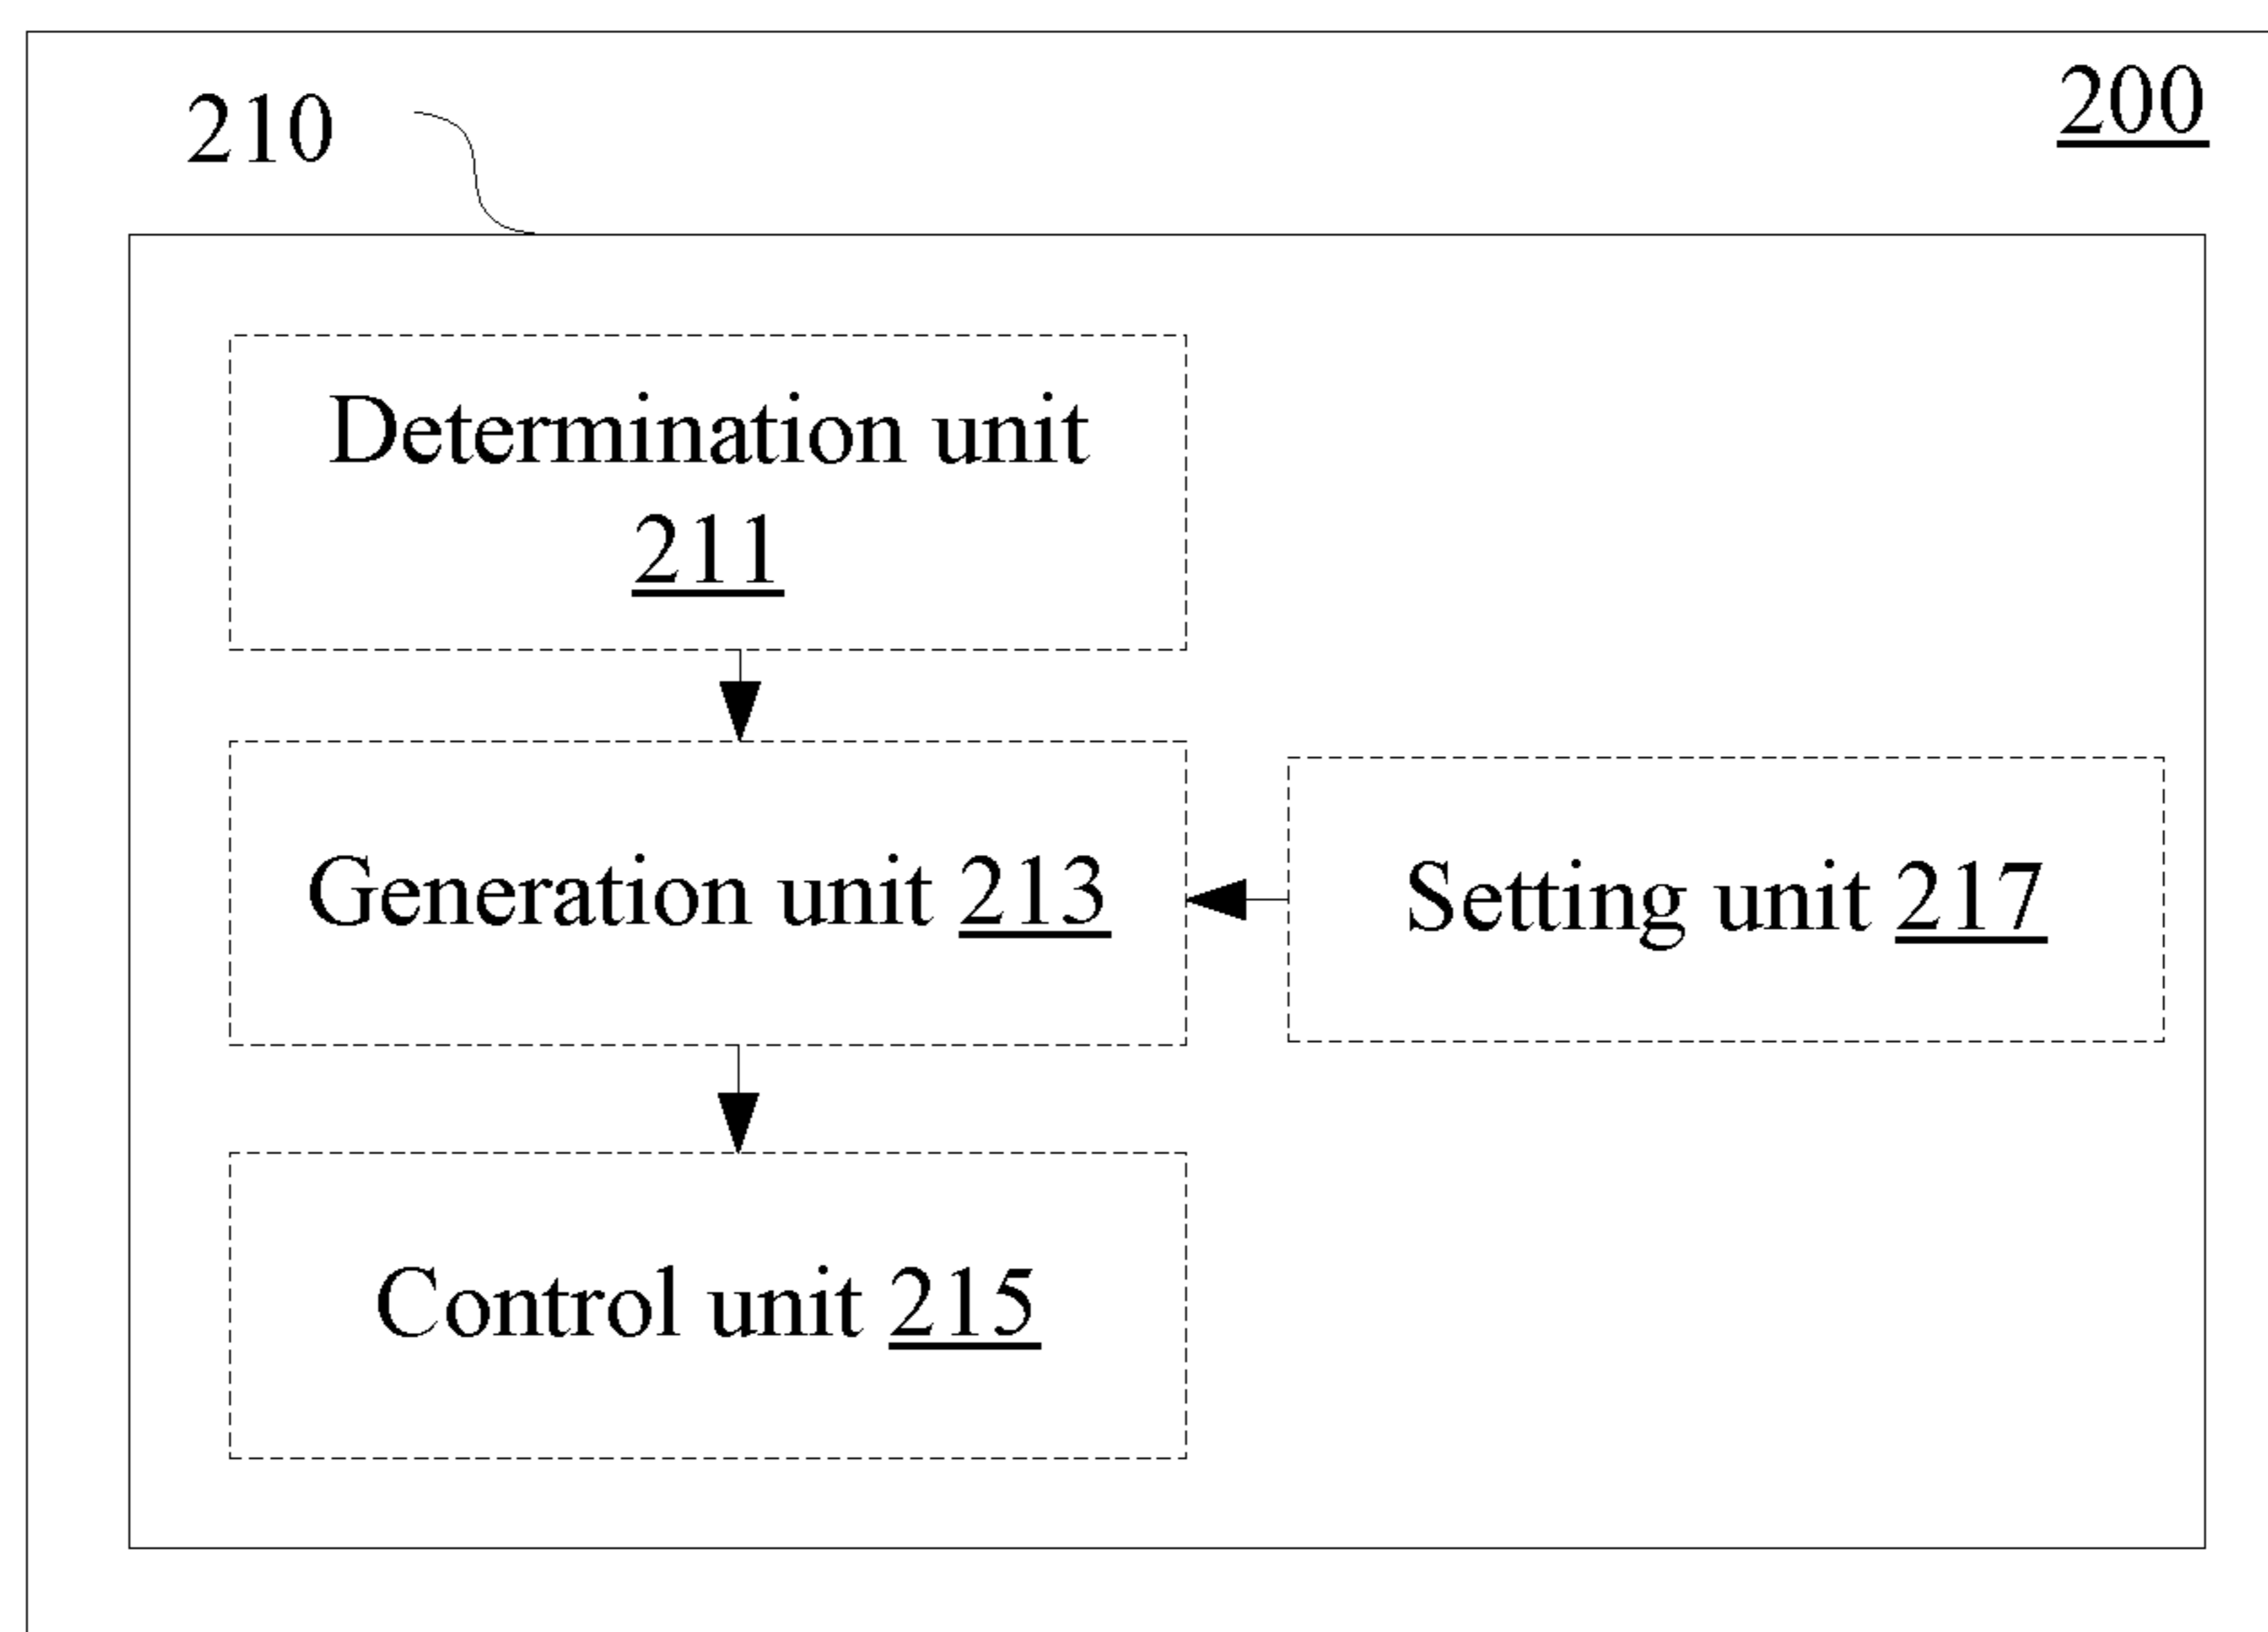 200
210
Determination unit
211
Generation unit 213
Setting unit 217
Control unit 215